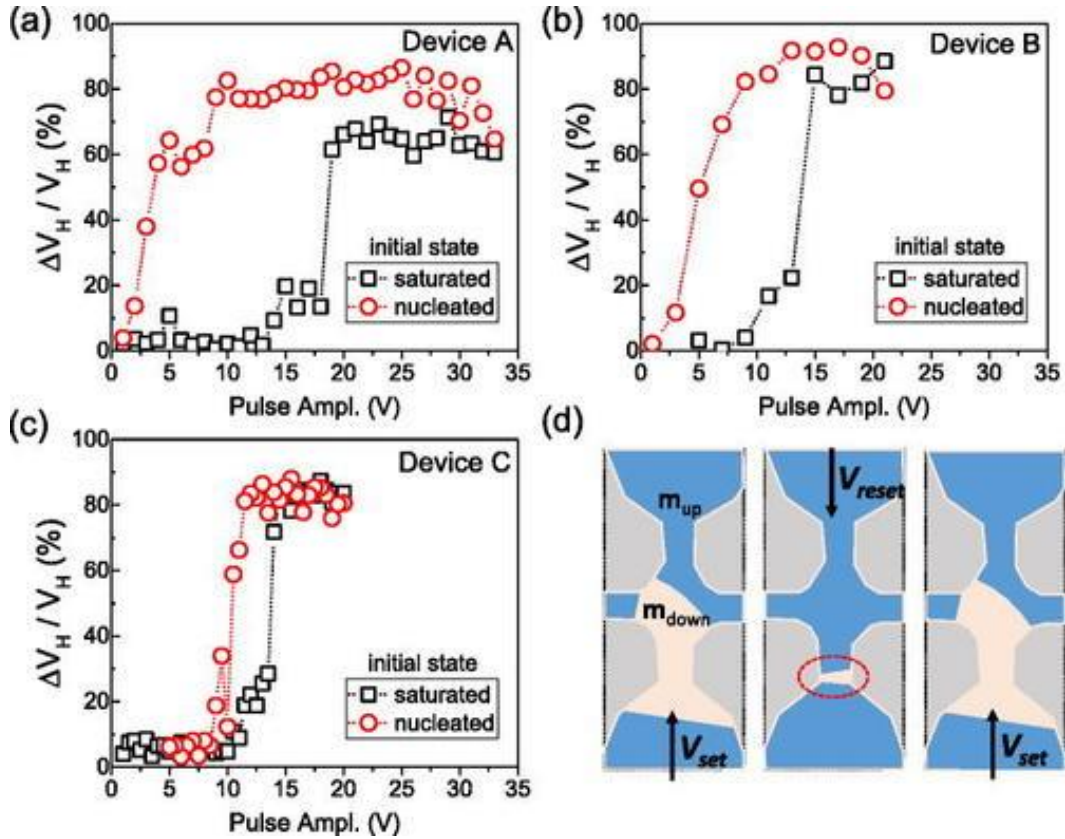 (a)
Device A
ΔV_H / V_H (%)
100
80
60
40
20
0
initial state
saturated
nucleated
0 5 10 15 20 25 30 35
Pulse Ampl. (V)
(b)
Device B
ΔV_H / V_H (%)
100
80
60
40
20
0
initial state
saturated
nucleated
0 5 10 15 20 25 30 35
Pulse Ampl. (V)
(c)
Device C
ΔV_H / V_H (%)
100
80
60
40
20
0
initial state
saturated
nucleated
0 5 10 15 20 25 30 35
Pulse Ampl. (V)
(d)
m_up
m_down
V_set
V_reset
V_set